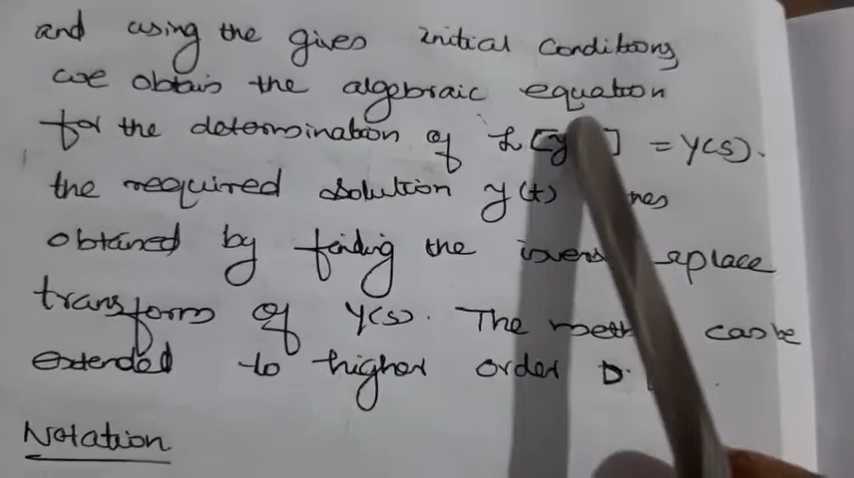 and using the given initial conditions
we obtain the algebraic equation
for the determination of L[y ] = Y(s).
the required solution y(t)
obtained by finding the
transform of Y(s). The can be
extended to higher order D.
Notation